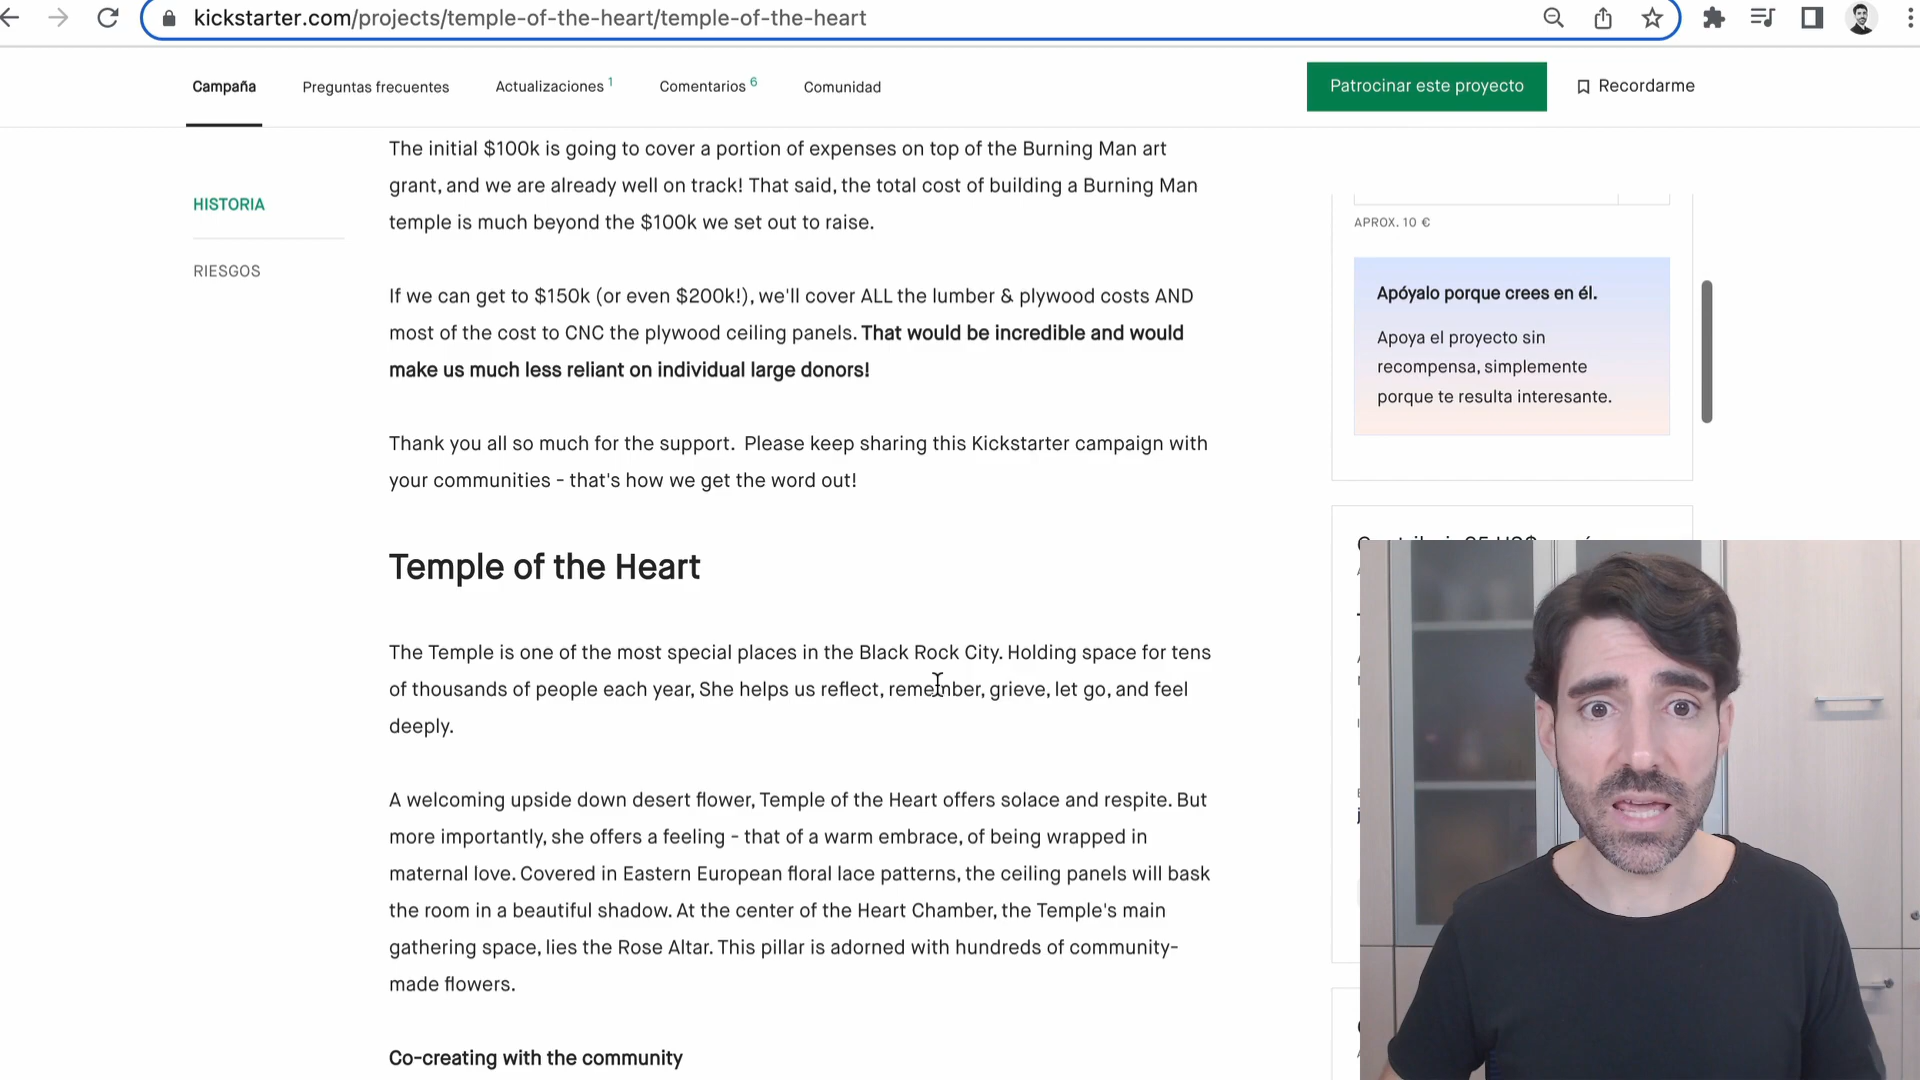 kickstarter.com/projects/temple-of-the-heart/temple-of-the-heart
Campaña
Preguntas frecuentes
Actualizaciones 1
Comentarios 6
Comunidad
Patrocinar este proyecto
Recordarme
HISTORIA
RIESGOS
The initial $100k is going to cover a portion of expenses on top of the Burning Man art
grant, and we are already well on track! That said, the total cost of building a Burning Man
temple is much beyond the $100k we set out to raise.
If we can get to $150k (or even $200k!), we'll cover ALL the lumber & plywood costs AND
most of the cost to CNC the plywood ceiling panels. That would be incredible and would
make us much less reliant on individual large donors!
Thank you all so much for the support.  Please keep sharing this Kickstarter campaign with
your communities - that's how we get the word out!
Temple of the Heart
The Temple is one of the most special places in the Black Rock City. Holding space for tens
of thousands of people each year, She helps us reflect, remember, grieve, let go, and feel
deeply.
A welcoming upside down desert flower, Temple of the Heart offers solace and respite. But
more importantly, she offers a feeling - that of a warm embrace, of being wrapped in
maternal love. Covered in Eastern European floral lace patterns, the ceiling panels will bask
the room in a beautiful shadow. At the center of the Heart Chamber, the Temple's main
gathering space, lies the Rose Altar. This pillar is adorned with hundreds of community-
made flowers.
Co-creating with the community
APROX. 10 €
Apóyalo porque crees en él.
Apoya el proyecto sin
recompensa, simplemente
porque te resulta interesante.